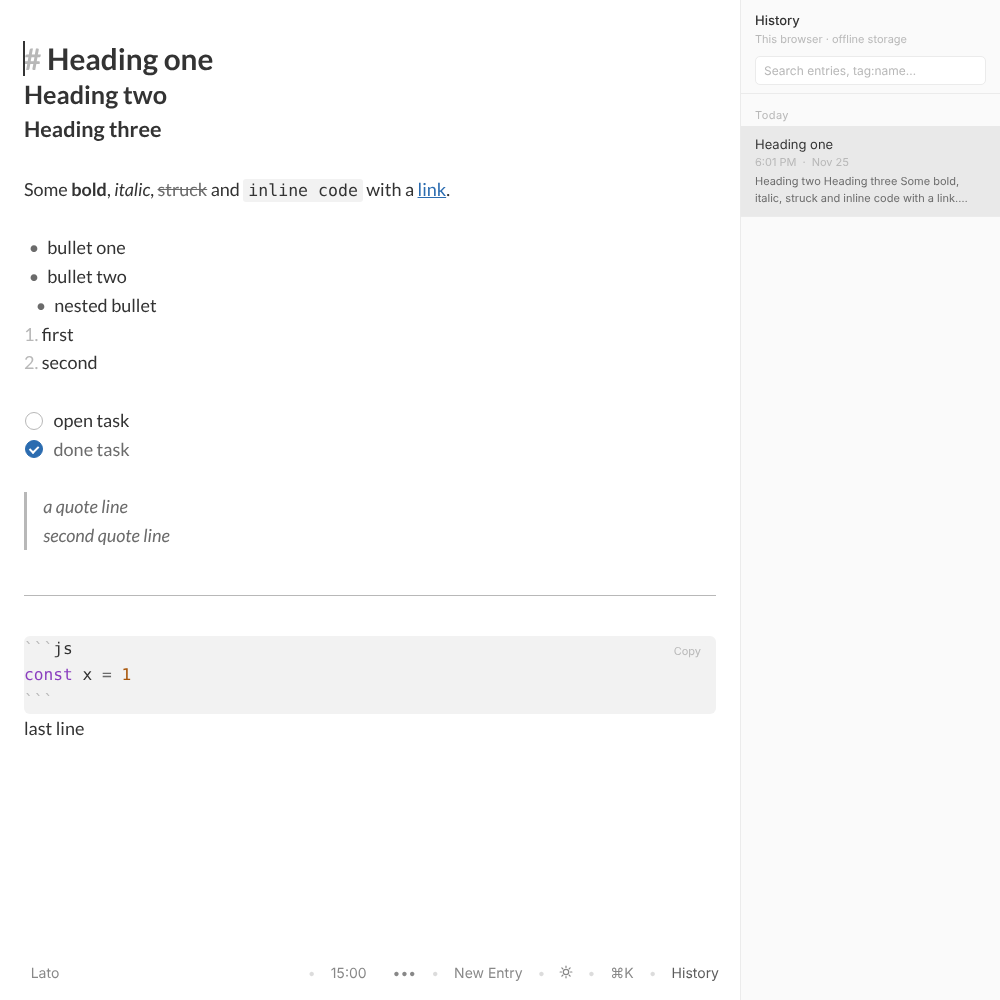 # Heading one
Heading two
Heading three
Some bold, italic, struck and inline code with a link.
• bullet one
• bullet two
• nested bullet
1. first
2. second
open task
done task
a quote line
second quote line
```js
Copy
const x = 1
```
last line
Lato • 15:00 ••• • New Entry • • ⌘K • History
History
This browser · offline storage
Search entries, tag:name...
Today
Heading one
6:01 PM · Nov 25
Heading two Heading three Some bold,
italic, struck and inline code with a link....